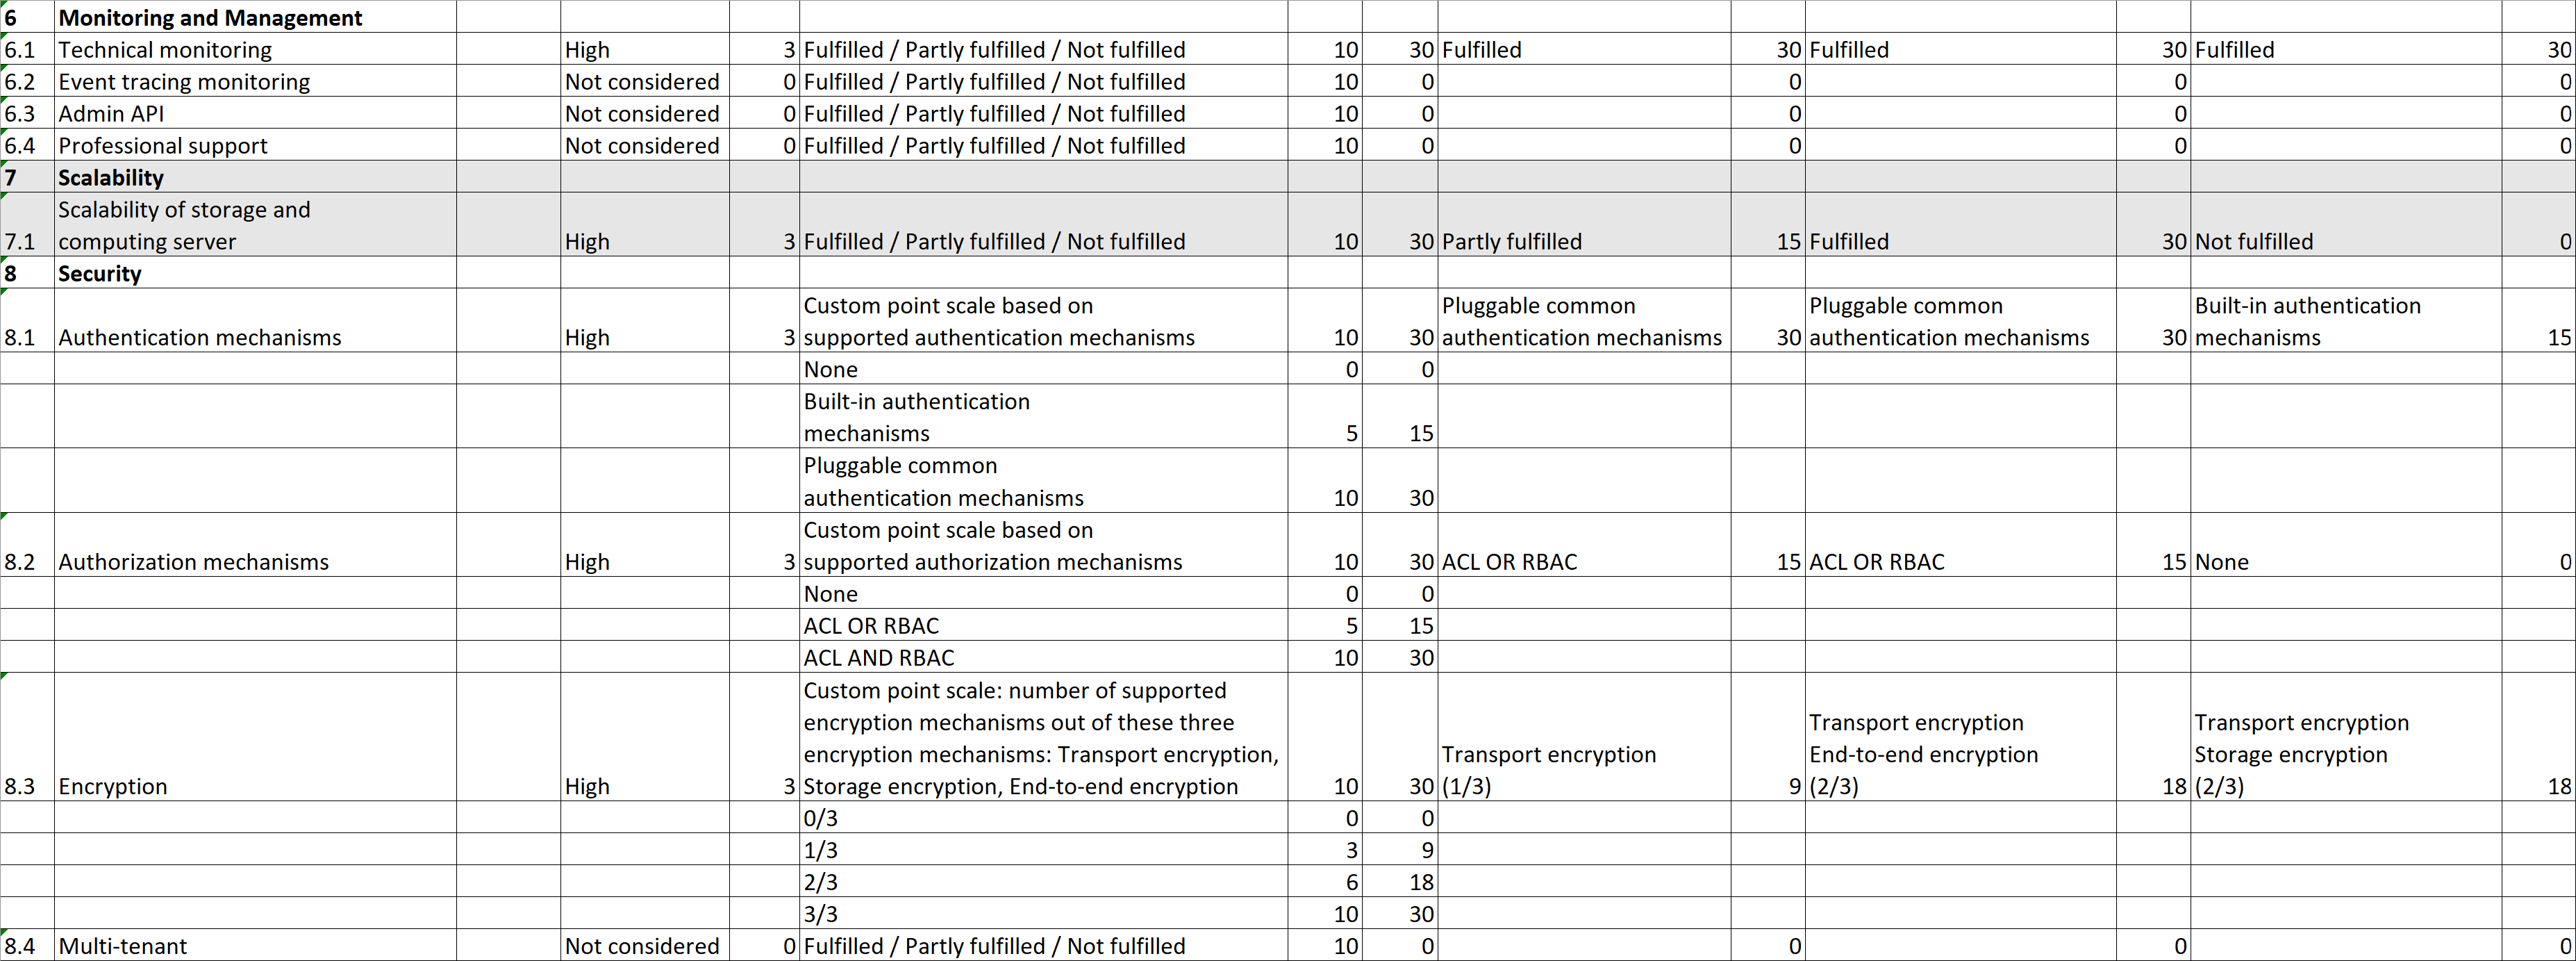 6 Monitoring and Management
6.1 Technical monitoring High 3 Fulfilled / Partly fulfilled / Not fulfilled 10 30 Fulfilled 30 Fulfilled 30 Fulfilled 30
6.2 Event tracing monitoring Not considered 0 Fulfilled / Partly fulfilled / Not fulfilled 10 0 0 0 0
6.3 Admin API Not considered 0 Fulfilled / Partly fulfilled / Not fulfilled 10 0 0 0 0
6.4 Professional support Not considered 0 Fulfilled / Partly fulfilled / Not fulfilled 10 0 0 0 0
7 Scalability
Scalability of storage and
7.1 computing server High 3 Fulfilled / Partly fulfilled / Not fulfilled 10 30 Partly fulfilled 15 Fulfilled 30 Not fulfilled 0
8 Security
Custom point scale based on Pluggable common Pluggable common Built-in authentication
8.1 Authentication mechanisms High 3 supported authentication mechanisms 10 30 authentication mechanisms 30 authentication mechanisms 30 mechanisms 15
None 0 0
Built-in authentication
mechanisms 5 15
Pluggable common
authentication mechanisms 10 30
Custom point scale based on
8.2 Authorization mechanisms High 3 supported authorization mechanisms 10 30 ACL OR RBAC 15 ACL OR RBAC 15 None 0
None 0 0
ACL OR RBAC 5 15
ACL AND RBAC 10 30
Custom point scale: number of supported
encryption mechanisms out of these three Transport encryption Transport encryption
encryption mechanisms: Transport encryption, Transport encryption End-to-end encryption Storage encryption
8.3 Encryption High 3 Storage encryption, End-to-end encryption 10 30 (1/3) 9 (2/3) 18 (2/3) 18
0/3 0 0
1/3 3 9
2/3 6 18
3/3 10 30
8.4 Multi-tenant Not considered 0 Fulfilled / Partly fulfilled / Not fulfilled 10 0 0 0 0